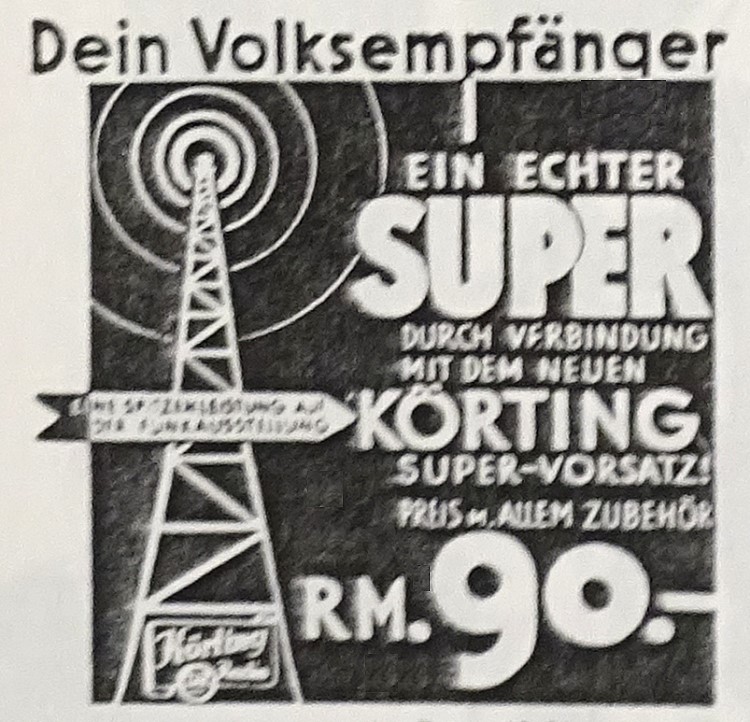 Dein Volksempfänger
EIN ECHTER
SUPER
DURCH VERBINDUNG
MIT DEM NEUEN
EINE SPITZENLEISTUNG AUF
DER FUNKAUSSTELLUNG
KÖRTING
SUPER-VORSATZ!
PREIS M. ALLEM ZUBEHÖR
RM. 90.-
Körting
Radio